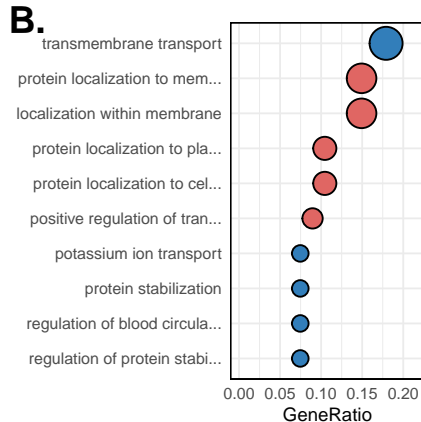 B.
transmembrane transport
protein localization to mem...
localization within membrane
protein localization to pla...
protein localization to cel...
positive regulation of tran...
potassium ion transport
protein stabilization
regulation of blood circula...
regulation of protein stabi...
0.00 0.05 0.10 0.15 0.20
GeneRatio